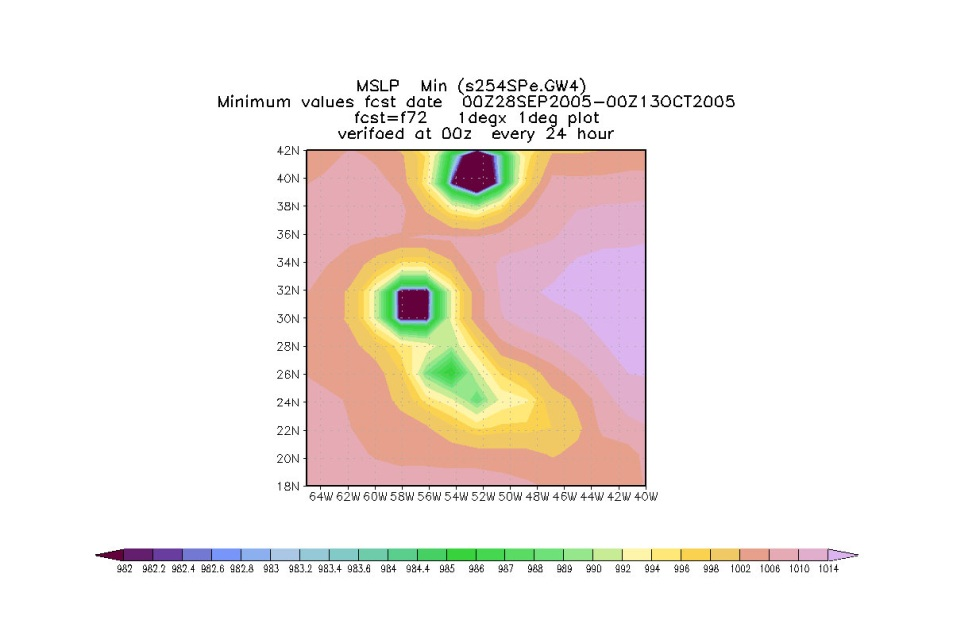 MSLP Min (s254SPe.GW4)
Minimum values fcst date 00Z28SEP2005-00Z13OCT2005
fcst=f72 1degx 1deg plot
verifoed at 00z every 24 hour
42N
40N
38N
36N
34N
32N
30N
28N
26N
24N
22N
20N
18N
64W 62W 60W 58W 56W 54W 52W 50W 48W 46W 44W 42W 40W
982 982.2 982.4 982.6 982.8 983 983.2 983.4 983.6 984 984.4 985 986 987 988 989 990 992 994 996 998 1002 1006 1010 1014